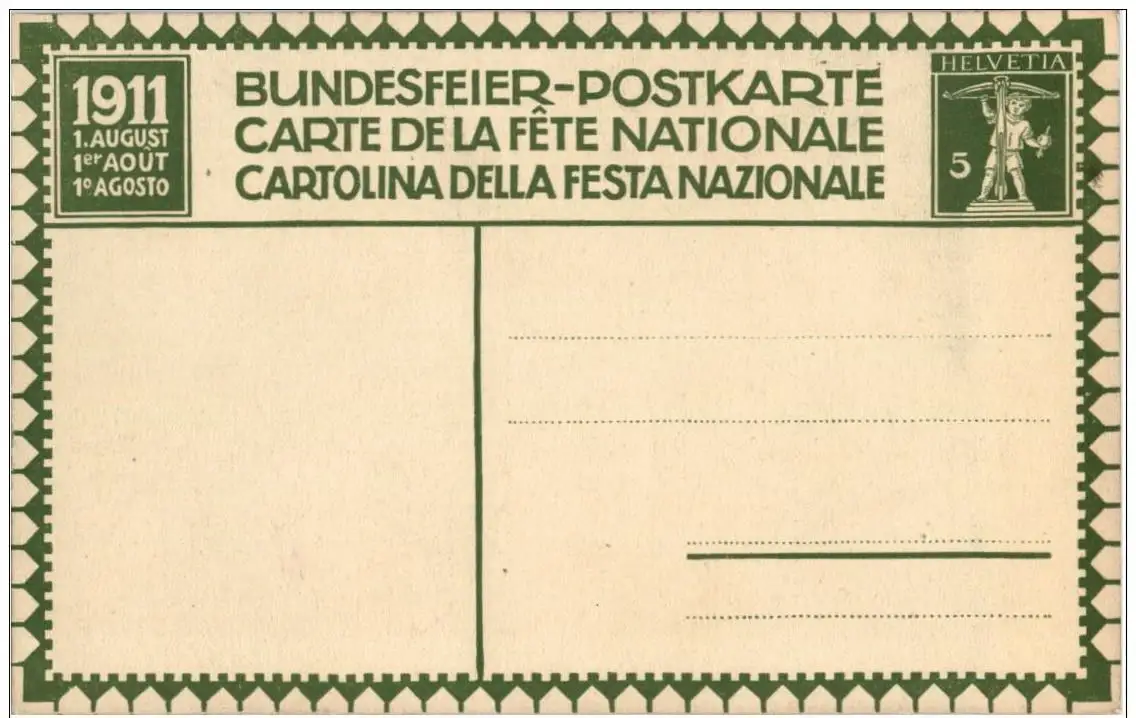 1911
1. AUGUST
1er AOÛT
1º AGOSTO
BUNDESFEIER-POSTKARTE
CARTE DE LA FÊTE NATIONALE
CARTOLINA DELLA FESTA NAZIONALE
HELVETIA
5